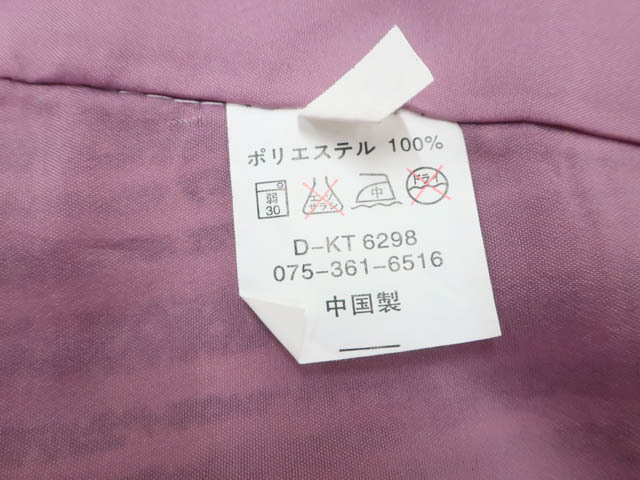 ポリエステル 100%
弱 30 エンソサラシ 中 ドライ
D-KT 6298
075-361-6516
中国製